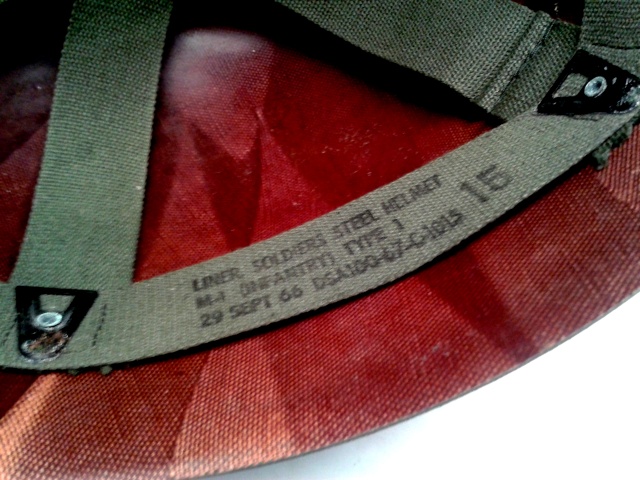 LINER, SOLDIERS STEEL HELMET
M-1 (INFANTRY) TYPE 1
29 SEPT 66 DSA100-67-C-1015
15